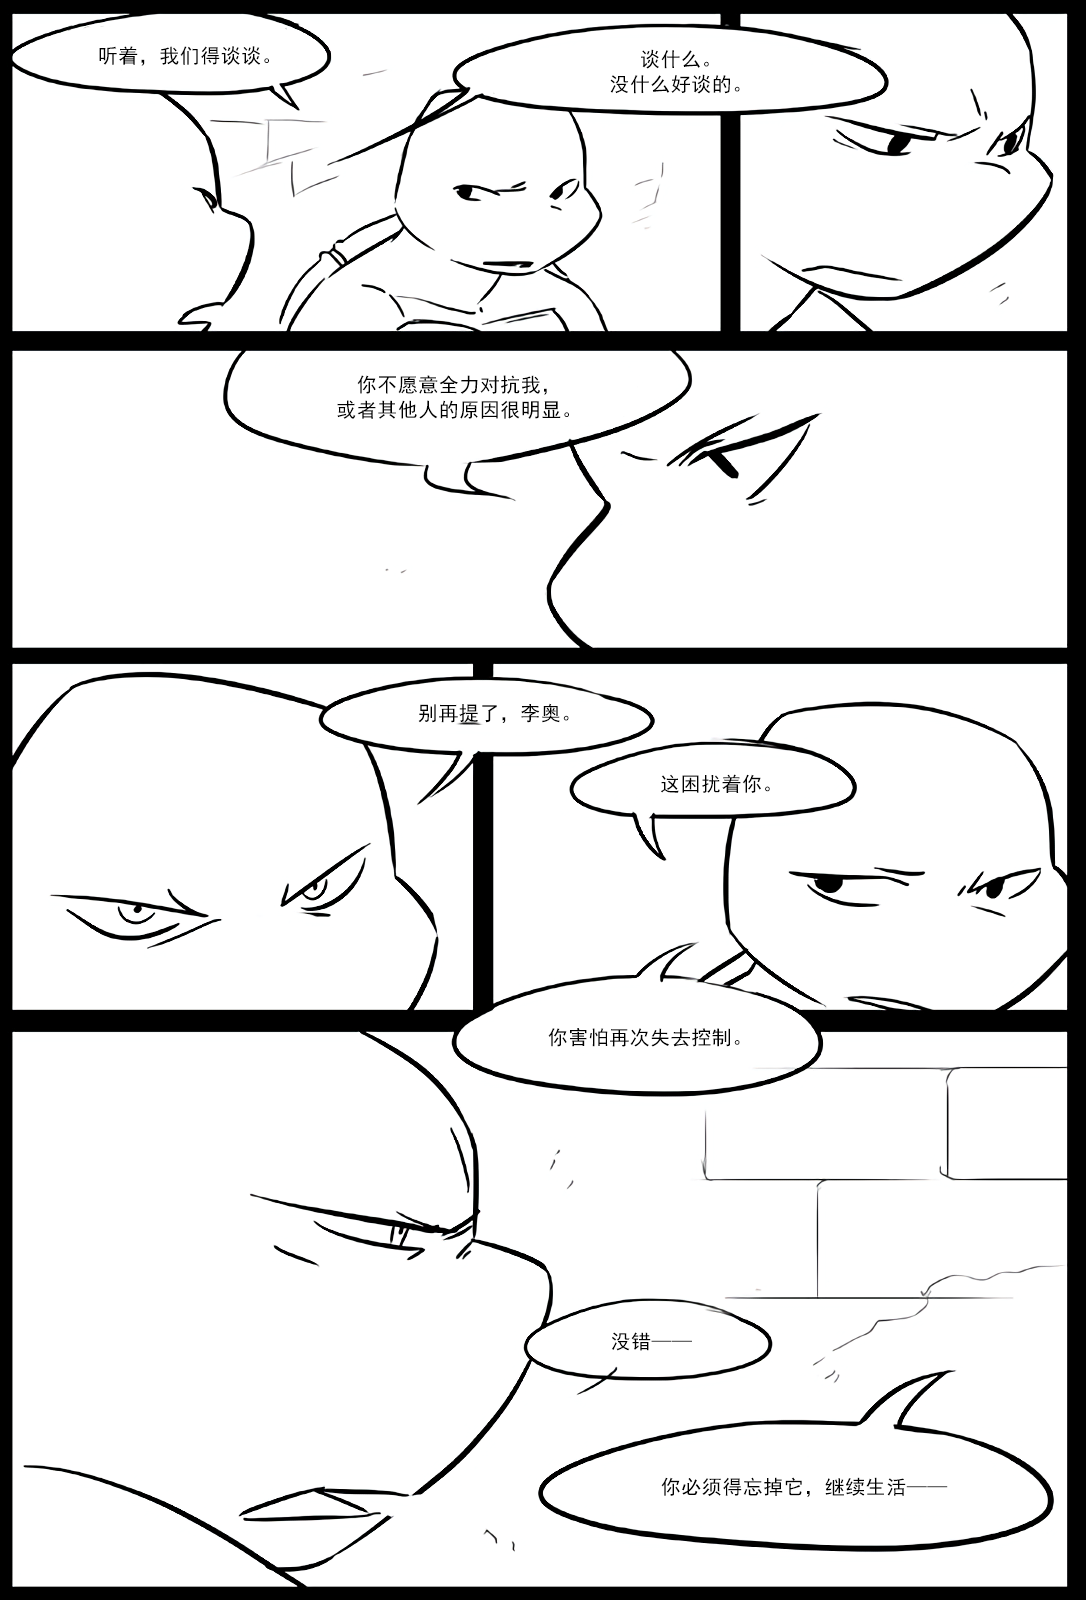 听着，我们得谈谈。
谈什么。
没什么好谈的。
你不愿意全力对抗我，
或者其他人的原因很明显。
别再提了，李奥。
这困扰着你。
你害怕再次失去控制。
没错——
你必须得忘掉它，继续生活——